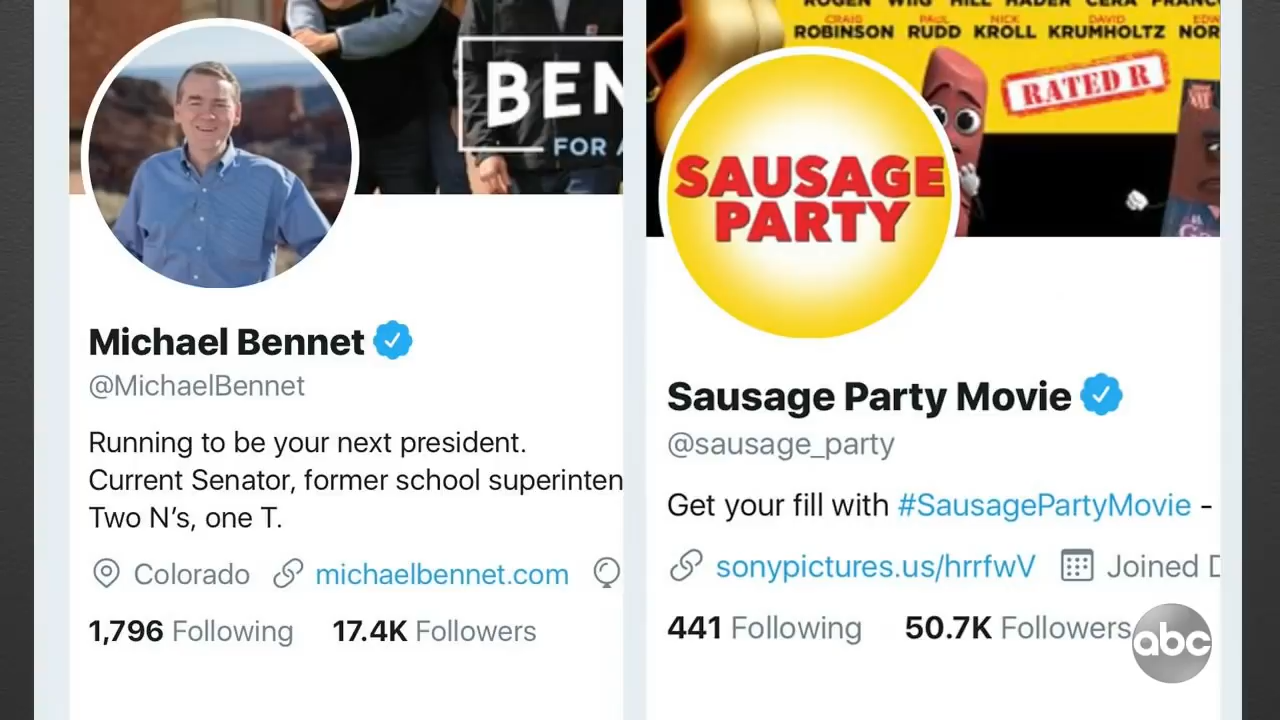 BEN
FOR
Michael Bennet
@MichaelBennet
Running to be your next president.
Current Senator, former school superinten
Two N's, one T.
Colorado michaelbennet.com
1,796 Following 17.4K Followers
ROGEN WIIG HILL HADER CERA FRANCO
CRAIG ROBINSON PAUL RUDD NICK KROLL DAVID KRUMHOLTZ EDW NOR
RATED R
SAUSAGE
PARTY
Sausage Party Movie
@sausage_party
Get your fill with #SausagePartyMovie -
sonypictures.us/hrrfwV Joined
441 Following 50.7K Followers
abc